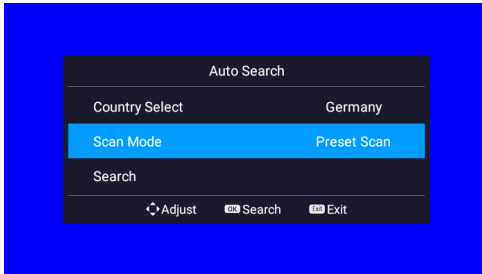 Auto Search
Country Select Germany
Scan Mode Preset Scan
Search
Adjust OK Search Exit Exit